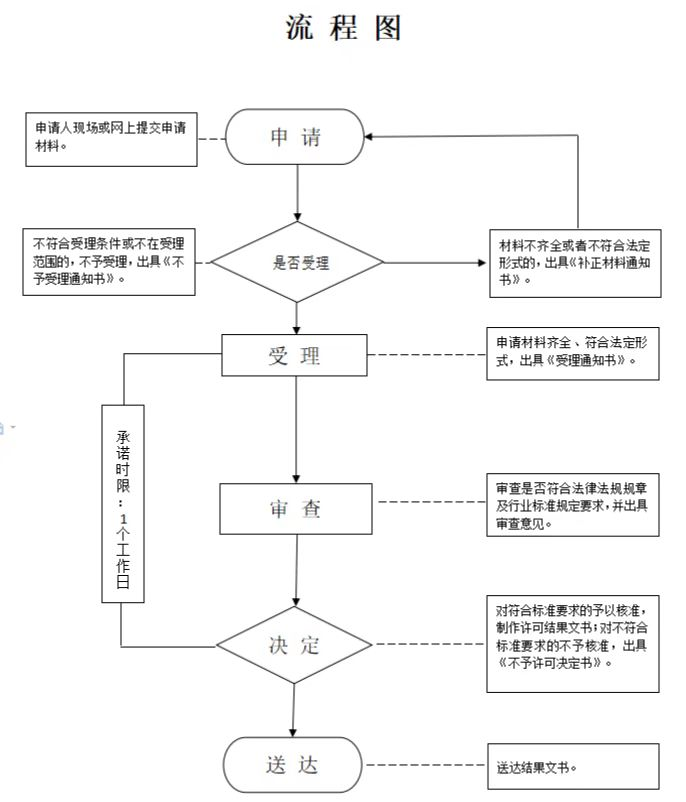 流 程 图
申请人现场或网上提交申请
材料。
申 请
不符合受理条件或不在受理
范围的，不予受理，出具《不
予受理通知书》。
是否受理
材料不齐全或者不符合法定
形式的，出具《补正材料通知
书》。
受 理
申请材料齐全、符合法定形
式，出具《受理通知书》。
承诺时限：1个工作日
审 查
审查是否符合法律法规规章
及行业标准规定要求，并出具
审查意见。
决 定
对符合标准要求的予以核准，
制作许可结果文书；对不符合
标准要求的不予核准，出具
《不予许可决定书》。
送 达
送达结果文书。